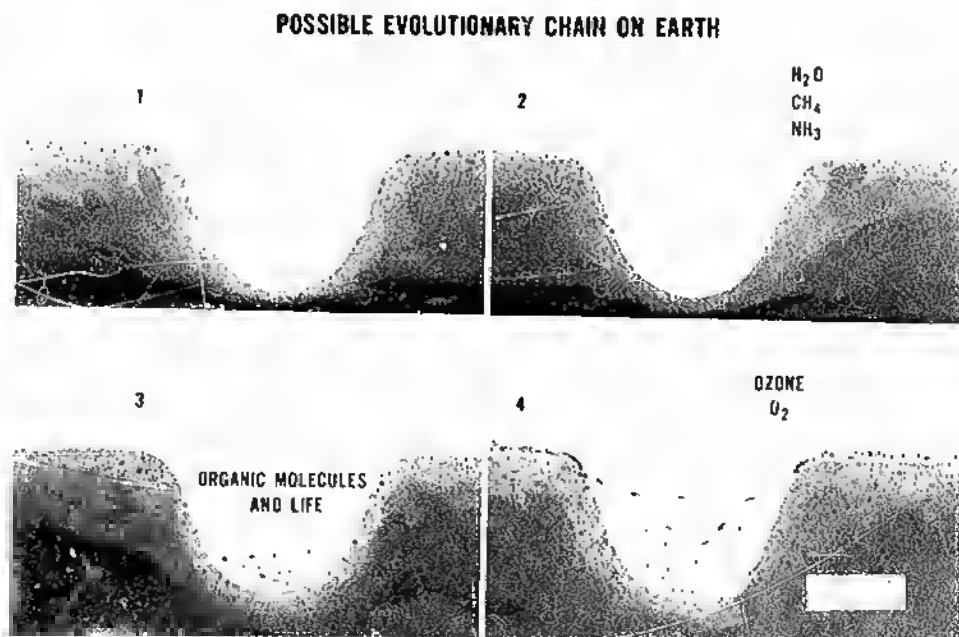 POSSIBLE EVOLUTIONARY CHAIN ON EARTH
1
2
H₂O
CH₄
NH₃
3
ORGANIC MOLECULES
AND LIFE
4
OZONE
O₂